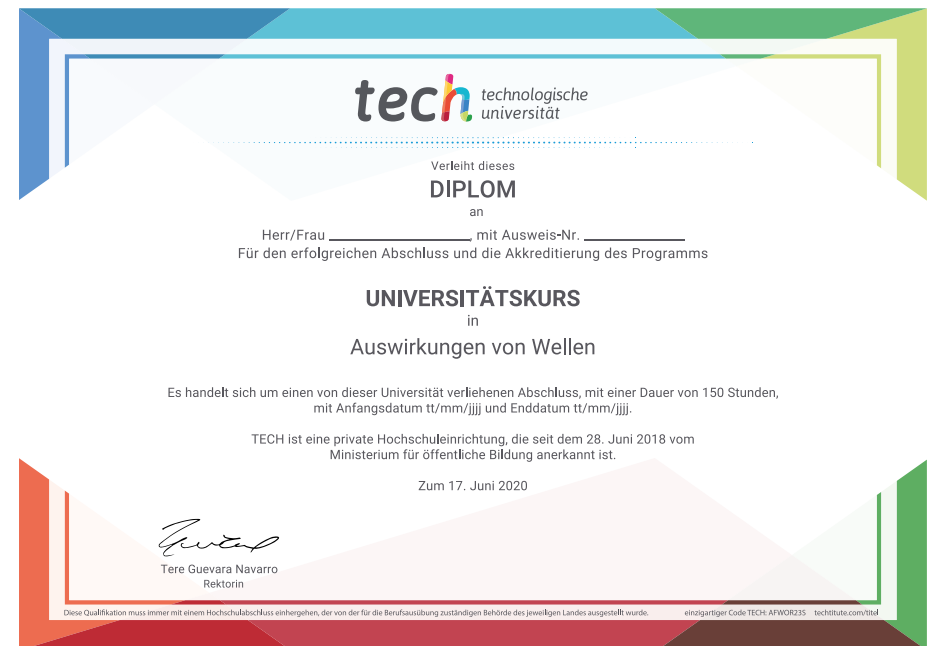 tech technologische
universität
Verleiht dieses
DIPLOM
an
Herr/Frau ____________________, mit Ausweis-Nr. ______________
Für den erfolgreichen Abschluss und die Akkreditierung des Programms
UNIVERSITÄTSKURS
in
Auswirkungen von Wellen
Es handelt sich um einen von dieser Universität verliehenen Abschluss, mit einer Dauer von 150 Stunden,
mit Anfangsdatum tt/mm/jjjj und Enddatum tt/mm/jjjj.
TECH ist eine private Hochschuleinrichtung, die seit dem 28. Juni 2018 vom
Ministerium für öffentliche Bildung anerkannt ist.
Zum 17. Juni 2020
Tere Guevara Navarro
Rektorin
Diese Qualifikation muss immer mit einem Hochschulabschluss einhergehen, der von der für die Berufsausübung zuständigen Behörde des jeweiligen Landes ausgestellt wurde. einzigartiger Code TECH: AFWOR23S techtitute.com/titel